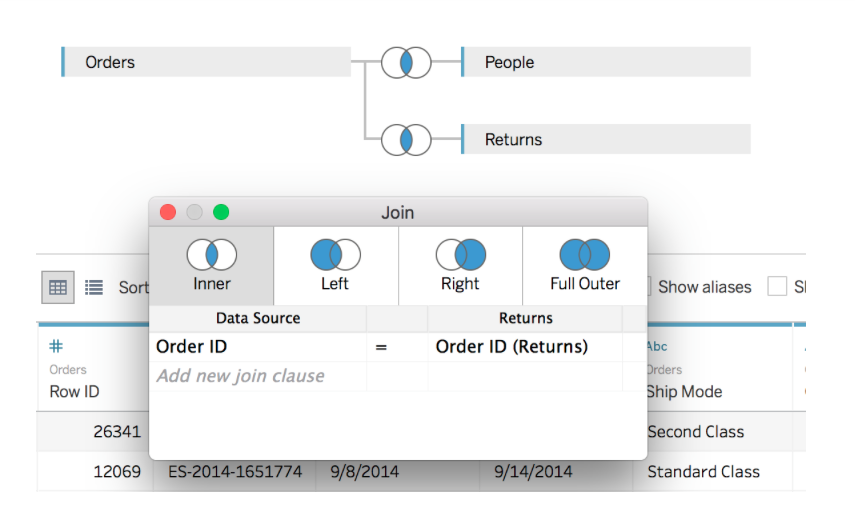 Orders
People
Returns
Join
Inner
Left
Right
Full Outer
Sort
Show aliases
Data Source
Returns
Order ID = Order ID (Returns)
Add new join clause
#
Abc
Orders
Orders
Row ID
Ship Mode
26341
Second Class
12069 ES-2014-1651774 9/8/2014 9/14/2014 Standard Class